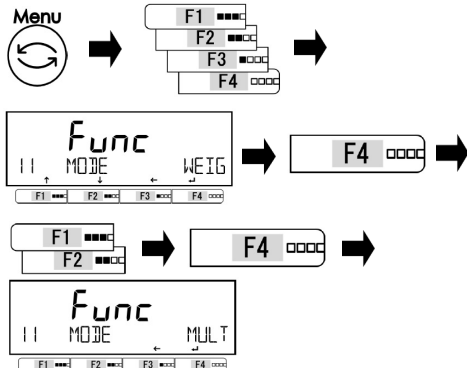 Menu
F1
F2
F3
F4
Func
11 MODE WEIG
↑ ↓ ← ↵
F1 F2 F3 F4
F4
F1
F2
F4
Func
11 MODE MULT
← ↵
F1 F2 F3 F4